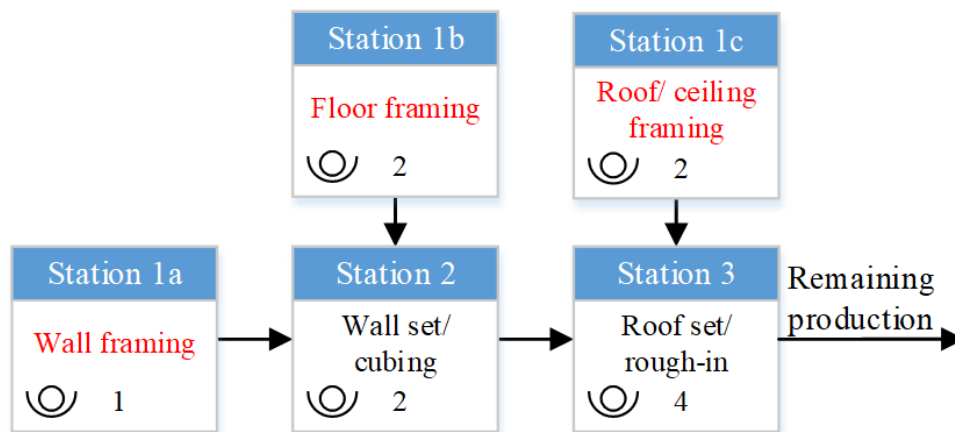 Station 1b
Floor framing
2
Station 1c
Roof/ ceiling
framing
2
Station 1a
Wall framing
1
Station 2
Wall set/
cubing
2
Station 3
Roof set/
rough-in
4
Remaining
production